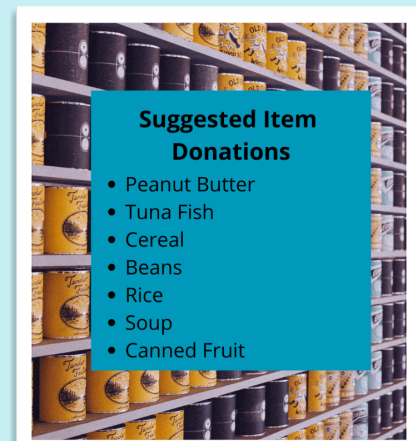 Suggested Item
Donations
• Peanut Butter
• Tuna Fish
• Cereal
• Beans
• Rice
• Soup
• Canned Fruit